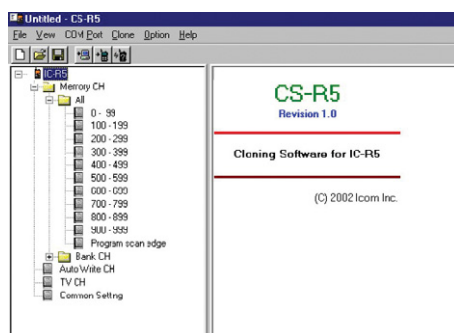 Untitled - CS-R5
File View COM Port Clone Option Help
IC-R5
Memory CH
All
0 - 99
100 - 199
200 - 299
300 - 399
400 - 499
500 - 599
600 - 699
700 - 799
800 - 899
900 - 999
Program scan edge
Bank CH
Auto Write CH
TV CH
Common Setting
CS-R5
Revision 1.0
Cloning Software for IC-R5
(C) 2002 Icom Inc.